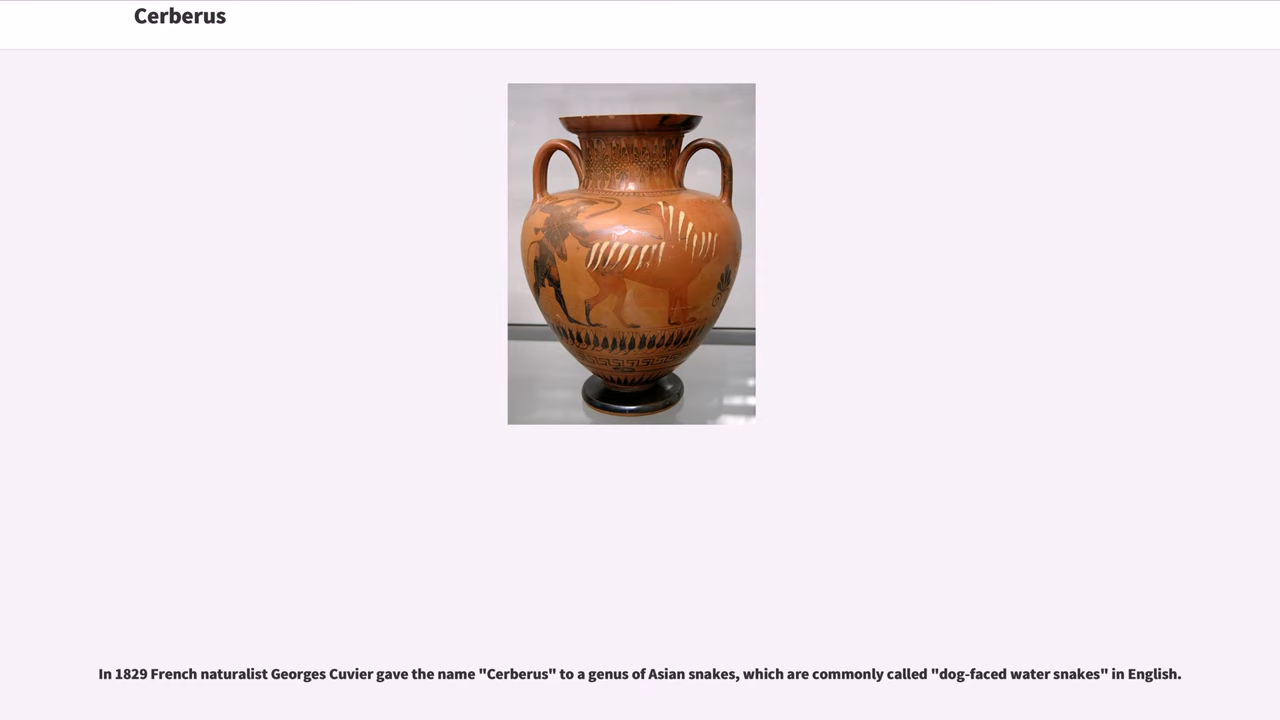 Cerberus
In 1829 French naturalist Georges Cuvier gave the name "Cerberus" to a genus of Asian snakes, which are commonly called "dog-faced water snakes" in English.